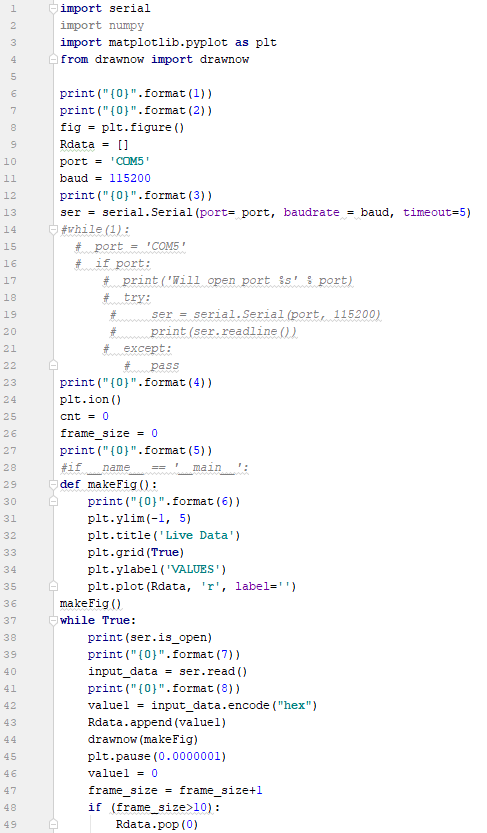 1 import serial
2 import numpy
3 import matplotlib.pyplot as plt
4 from drawnow import drawnow
5
6 print("{0}".format(1))
7 print("{0}".format(2))
8 fig = plt.figure()
9 Rdata = []
10 port = 'COM5'
11 baud = 115200
12 print("{0}".format(3))
13 ser = serial.Serial(port= port, baudrate = baud, timeout=5)
14 #while(1):
15 # port = 'COM5'
16 # if port:
17 # print('Will open port %s' % port)
18 # try:
19 # ser = serial.Serial(port, 115200)
20 # print(ser.readline())
21 # except:
22 # pass
23 print("{0}".format(4))
24 plt.ion()
25 cnt = 0
26 frame_size = 0
27 print("{0}".format(5))
28 #if __name__ == '__main__':
29 def makeFig():
30 print("{0}".format(6))
31 plt.ylim(-1, 5)
32 plt.title('Live Data')
33 plt.grid(True)
34 plt.ylabel('VALUES')
35 plt.plot(Rdata, 'r', label='')
36 makeFig()
37 while True:
38 print(ser.is_open)
39 print("{0}".format(7))
40 input_data = ser.read()
41 print("{0}".format(8))
42 value1 = input_data.encode("hex")
43 Rdata.append(value1)
44 drawnow(makeFig)
45 plt.pause(0.0000001)
46 value1 = 0
47 frame_size = frame_size+1
48 if (frame_size>10):
49 Rdata.pop(0)